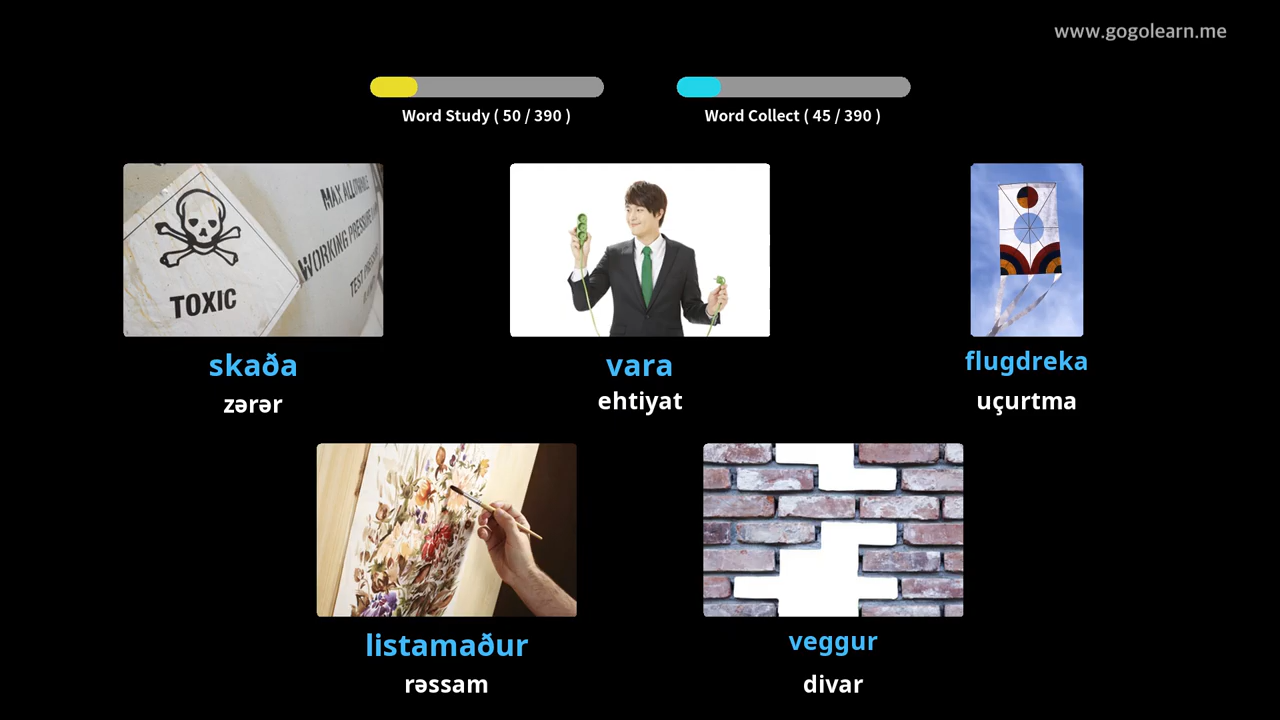 www.gogolearn.me
Word Study ( 50 / 390 )
Word Collect ( 45 / 390 )
TOXIC
MAX ALLOWABLE
WORKING PRESSURE
TEST
skaða
zərər
vara
ehtiyat
flugdreka
uçurtma
listamaður
rəssam
veggur
divar